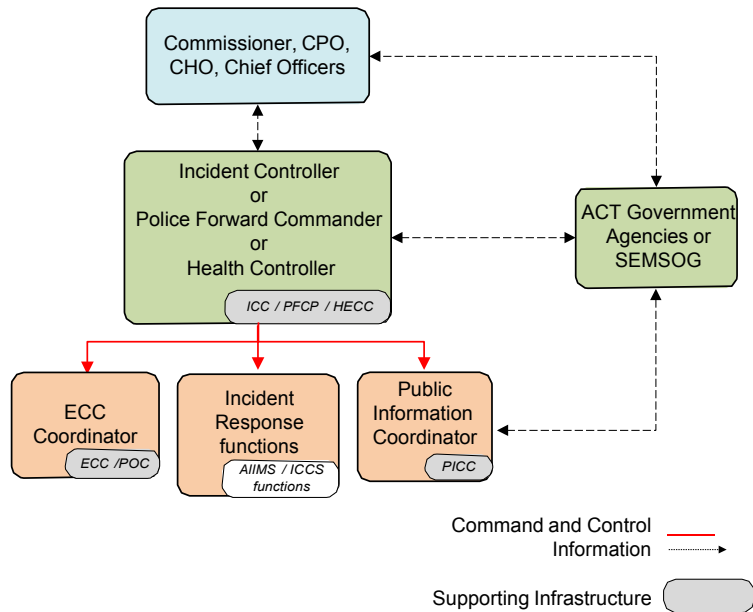 Commissioner, CPO,
CHO, Chief Officers
Incident Controller
or
Police Forward Commander
or
Health Controller
ICC / PFCP / HECC
ACT Government
Agencies or
SEMSOG
ECC
Coordinator
ECC /POC
Incident
Response
functions
AIIMS / ICCS
functions
Public
Information
Coordinator
PICC
Command and Control
Information
Supporting Infrastructure